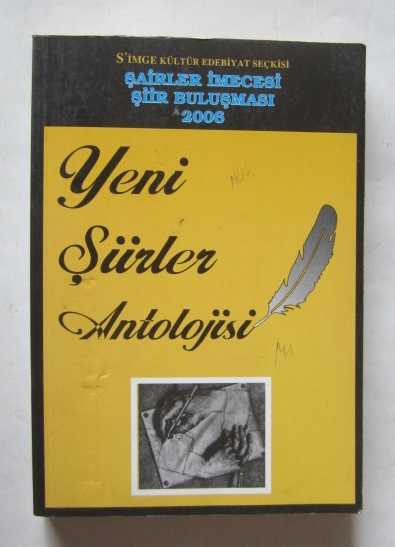 S'İMGE KÜLTÜR EDEBİYAT SEÇKİSİ
ŞAİRLER İMECESİ
ŞİİR BULUŞMASI
2006
Yeni
Şiirler
Antolojisi